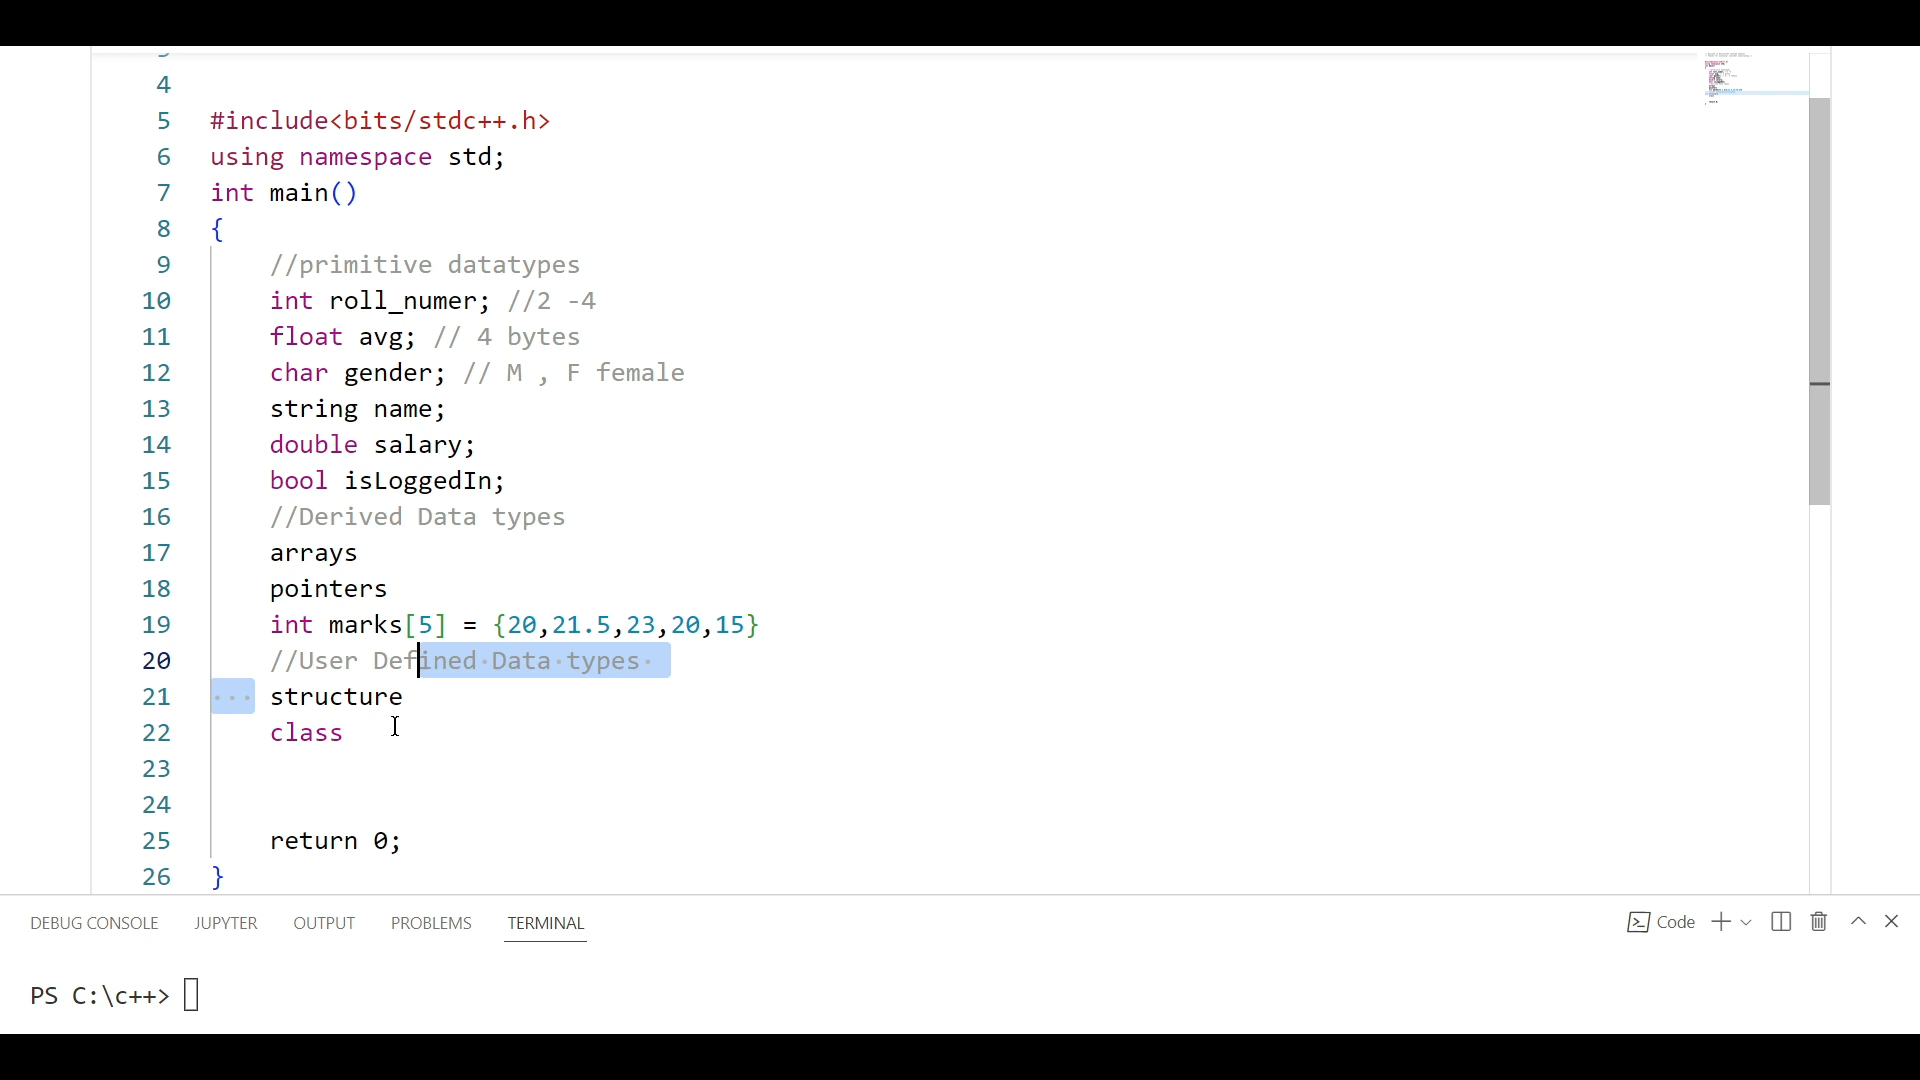 4
5 #include<bits/stdc++.h>
6 using namespace std;
7 int main()
8 {
9 //primitive datatypes
10 int roll_numer; //2 -4
11 float avg; // 4 bytes
12 char gender; // M , F female
13 string name;
14 double salary;
15 bool isLoggedIn;
16 //Derived Data types
17 arrays
18 pointers
19 int marks[5] = {20,21.5,23,20,15}
20 //User Defined Data types
21 structure
22 class
23
24
25 return 0;
26 }
DEBUG CONSOLE JUPYTER OUTPUT PROBLEMS TERMINAL Code
PS C:\c++>